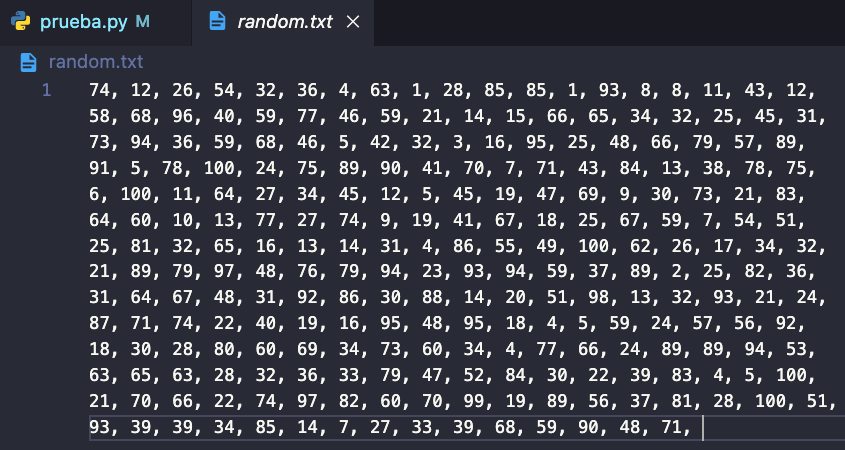 prueba.py M
random.txt ×
random.txt
1
74, 12, 26, 54, 32, 36, 4, 63, 1, 28, 85, 85, 1, 93, 8, 8, 11, 43, 12,
58, 68, 96, 40, 59, 77, 46, 59, 21, 14, 15, 66, 65, 34, 32, 25, 45, 31,
73, 94, 36, 59, 68, 46, 5, 42, 32, 3, 16, 95, 25, 48, 66, 79, 57, 89,
91, 5, 78, 100, 24, 75, 89, 90, 41, 70, 7, 71, 43, 84, 13, 38, 78, 75,
6, 100, 11, 64, 27, 34, 45, 12, 5, 45, 19, 47, 69, 9, 30, 73, 21, 83,
64, 60, 10, 13, 77, 27, 74, 9, 19, 41, 67, 18, 25, 67, 59, 7, 54, 51,
25, 81, 32, 65, 16, 13, 14, 31, 4, 86, 55, 49, 100, 62, 26, 17, 34, 32,
21, 89, 79, 97, 48, 76, 79, 94, 23, 93, 94, 59, 37, 89, 2, 25, 82, 36,
31, 64, 67, 48, 31, 92, 86, 30, 88, 14, 20, 51, 98, 13, 32, 93, 21, 24,
87, 71, 74, 22, 40, 19, 16, 95, 48, 95, 18, 4, 5, 59, 24, 57, 56, 92,
18, 30, 28, 80, 60, 69, 34, 73, 60, 34, 4, 77, 66, 24, 89, 89, 94, 53,
63, 65, 63, 28, 32, 36, 33, 79, 47, 52, 84, 30, 22, 39, 83, 4, 5, 100,
21, 70, 66, 22, 74, 97, 82, 60, 70, 99, 19, 89, 56, 37, 81, 28, 100, 51,
93, 39, 39, 34, 85, 14, 7, 27, 33, 39, 68, 59, 90, 48, 71,